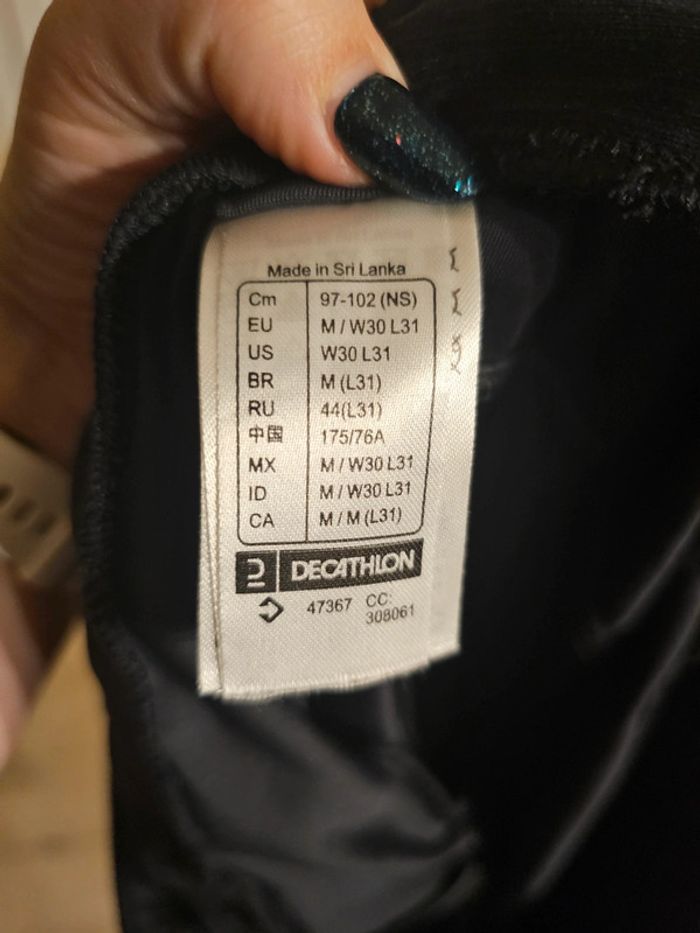 Made in Sri Lanka
Cm 97-102 (NS)
EU M / W30 L31
US W30 L31
BR M (L31)
RU 44(L31)
中国 175/76A
MX M / W30 L31
ID M / W30 L31
CA M / M (L31)
DECATHLON
47367 CC:
308061